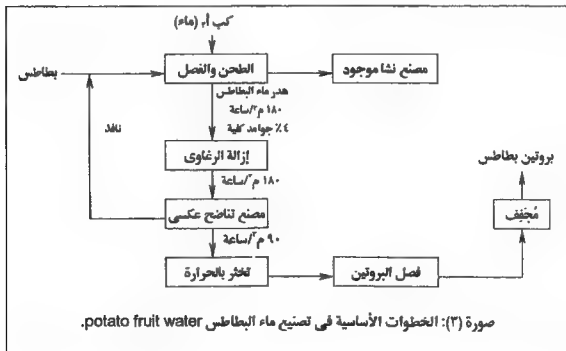 كب أ. (ماء)
بطاطس
الطحن والفصل
مصنع نشا موجود
هدر ماء البطاطس
١٨٠ م٣/ساعة
٤٪ جوامد كلية
نافذ
إزالة الرغاوى
١٨٠ م٣/ساعة
مصنع تناضح عكسى
٩٠ م٣/ساعة
تخثر بالحرارة
فصل البروتين
مُجَفِف
بروتين بطاطس
صورة (٣): الخطوات الأساسية فى تصنيع ماء البطاطس potato fruit water.